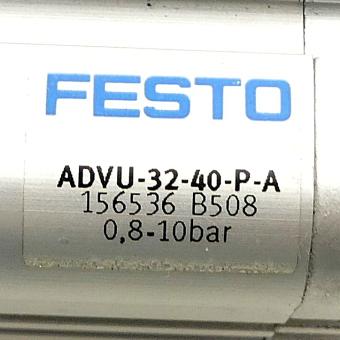 FESTO
ADVU-32-40-P-A
156536 B508
0,8-10bar